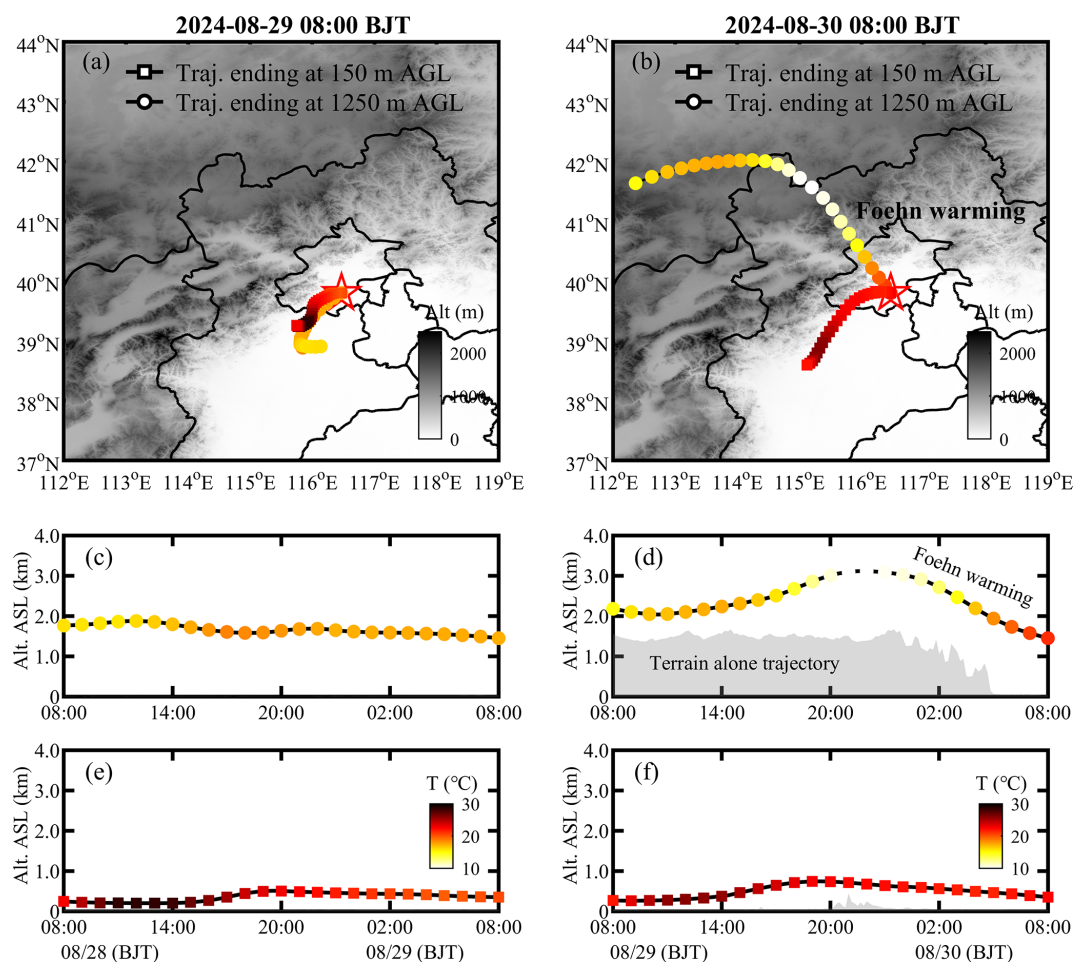 2024-08-29 08:00 BJT
2024-08-30 08:00 BJT
44°N
43°N
42°N
41°N
40°N
39°N
38°N
37°N
(a)
Traj. ending at 150 m AGL
Traj. ending at 1250 m AGL
Alt (m)
2000
1000
0
112°E 113°E 114°E 115°E 116°E 117°E 118°E 119°E
44°N
43°N
42°N
41°N
40°N
39°N
38°N
37°N
(b)
Traj. ending at 150 m AGL
Traj. ending at 1250 m AGL
Foehn warming
Alt (m)
2000
1000
0
112°E 113°E 114°E 115°E 116°E 117°E 118°E 119°E
Alt. ASL (km)
4.0
3.0
2.0
1.0
0
(c)
08:00 14:00 20:00 02:00 08:00
Alt. ASL (km)
4.0
3.0
2.0
1.0
0
(d)
Foehn warming
Terrain alone trajectory
08:00 14:00 20:00 02:00 08:00
Alt. ASL (km)
4.0
3.0
2.0
1.0
0
(e)
T (℃)
30
20
10
08:00 14:00 20:00 02:00 08:00
08/28 (BJT) 08/29 (BJT)
Alt. ASL (km)
4.0
3.0
2.0
1.0
0
(f)
T (℃)
30
20
10
08:00 14:00 20:00 02:00 08:00
08/29 (BJT) 08/30 (BJT)